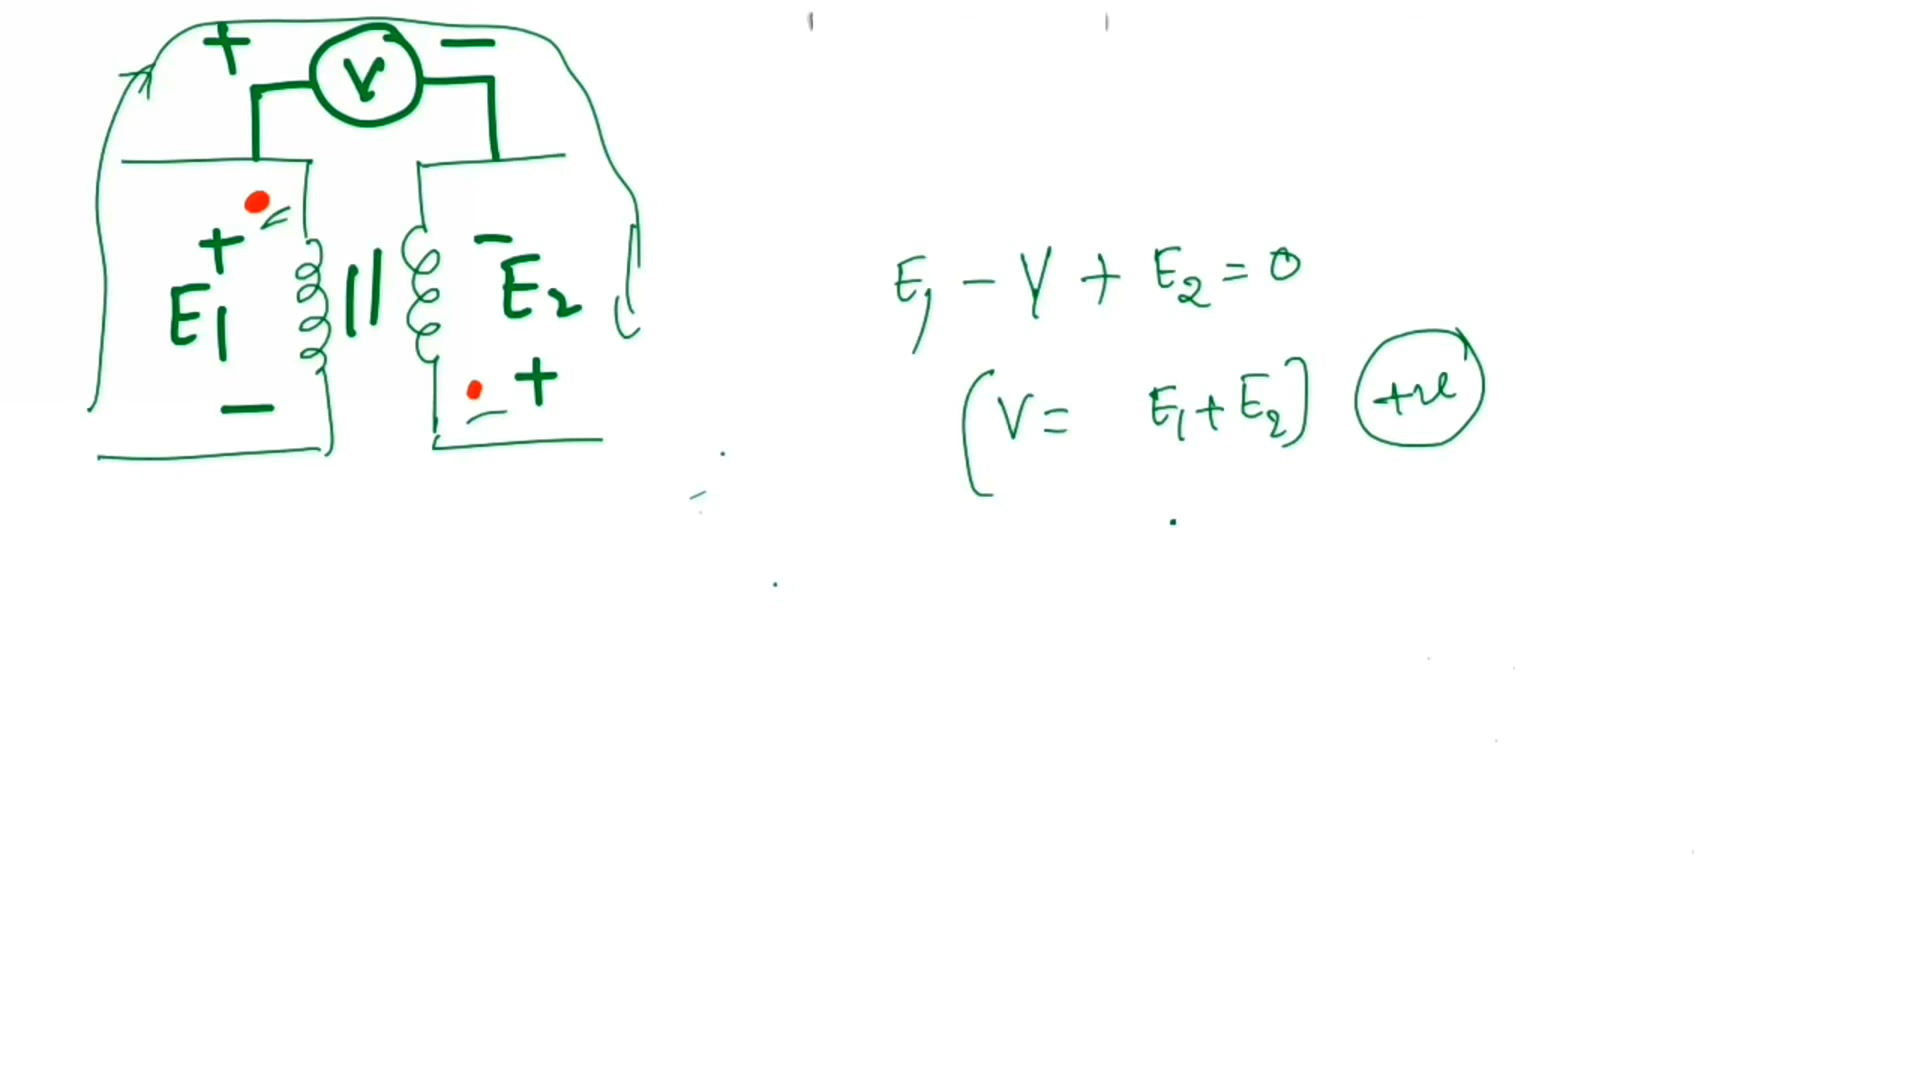 + V −
+ −
E1 E2
− +
E1 − V + E2 = 0
(V = E1 + E2] +ve